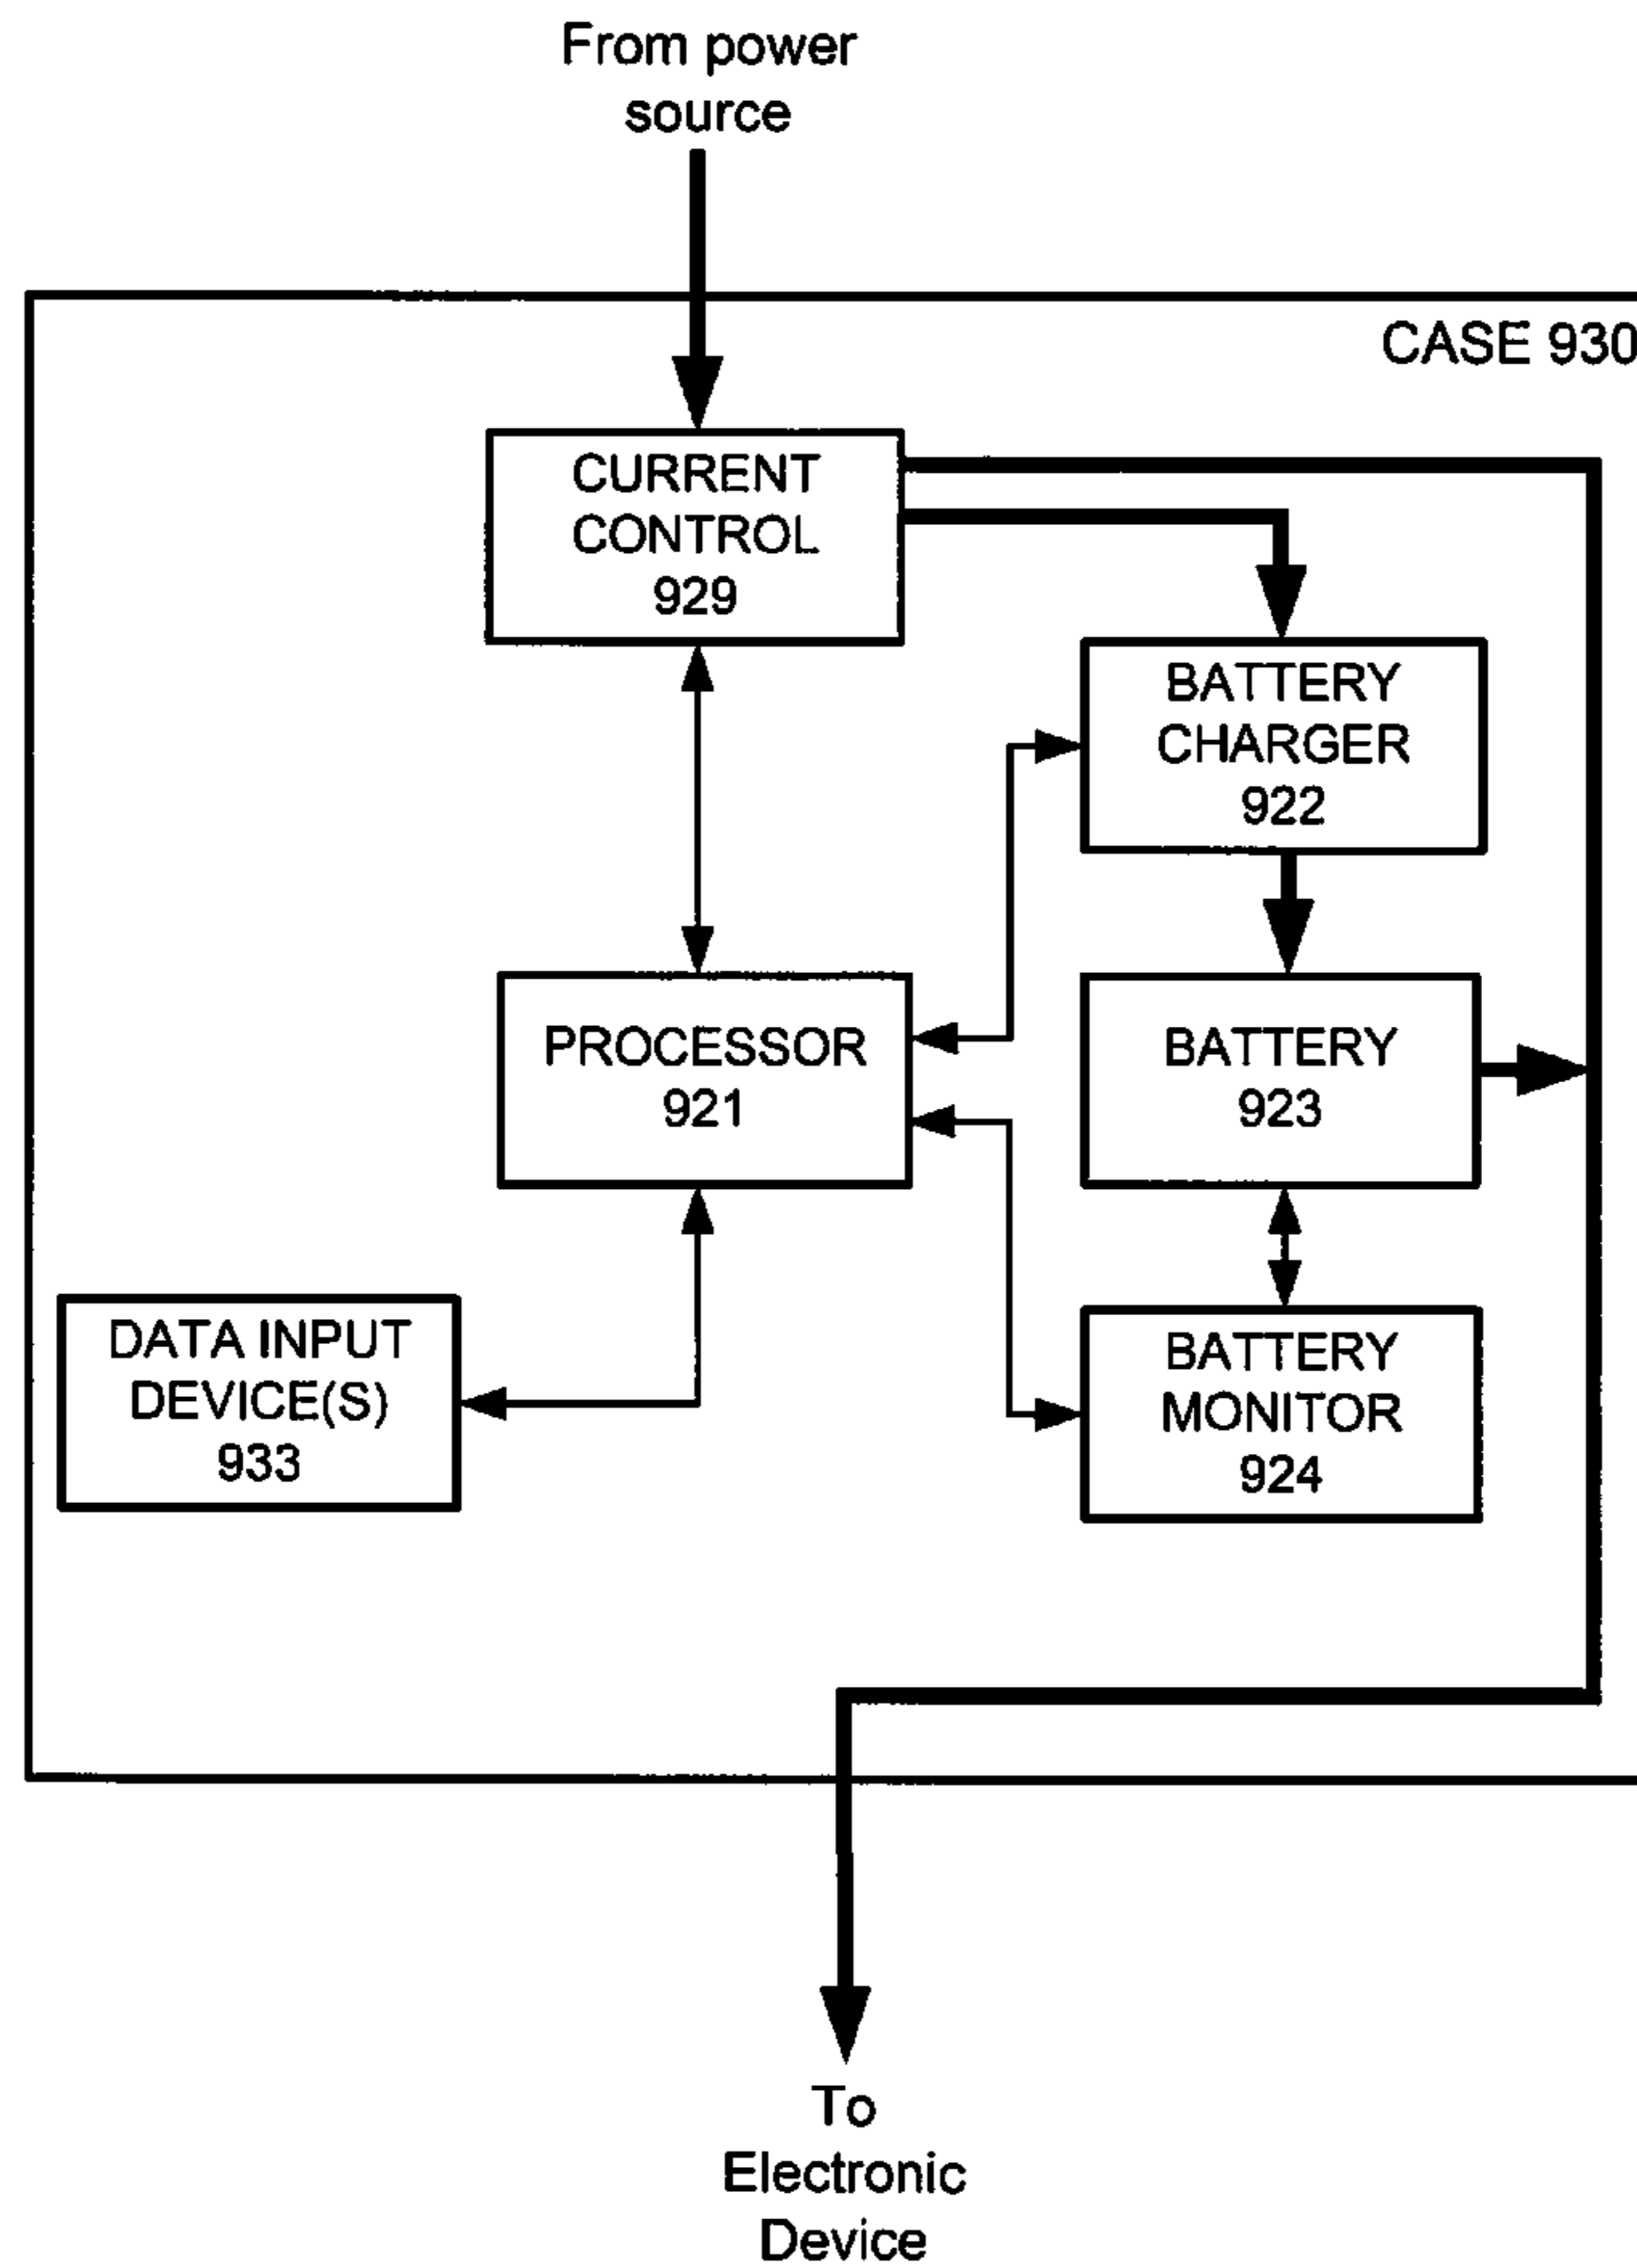 From power
source
CASE 930
CURRENT
CONTROL
929
BATTERY
CHARGER
922
PROCESSOR
921
BATTERY
923
DATA INPUT
DEVICE(S)
933
BATTERY
MONITOR
924
To
Electronic
Device